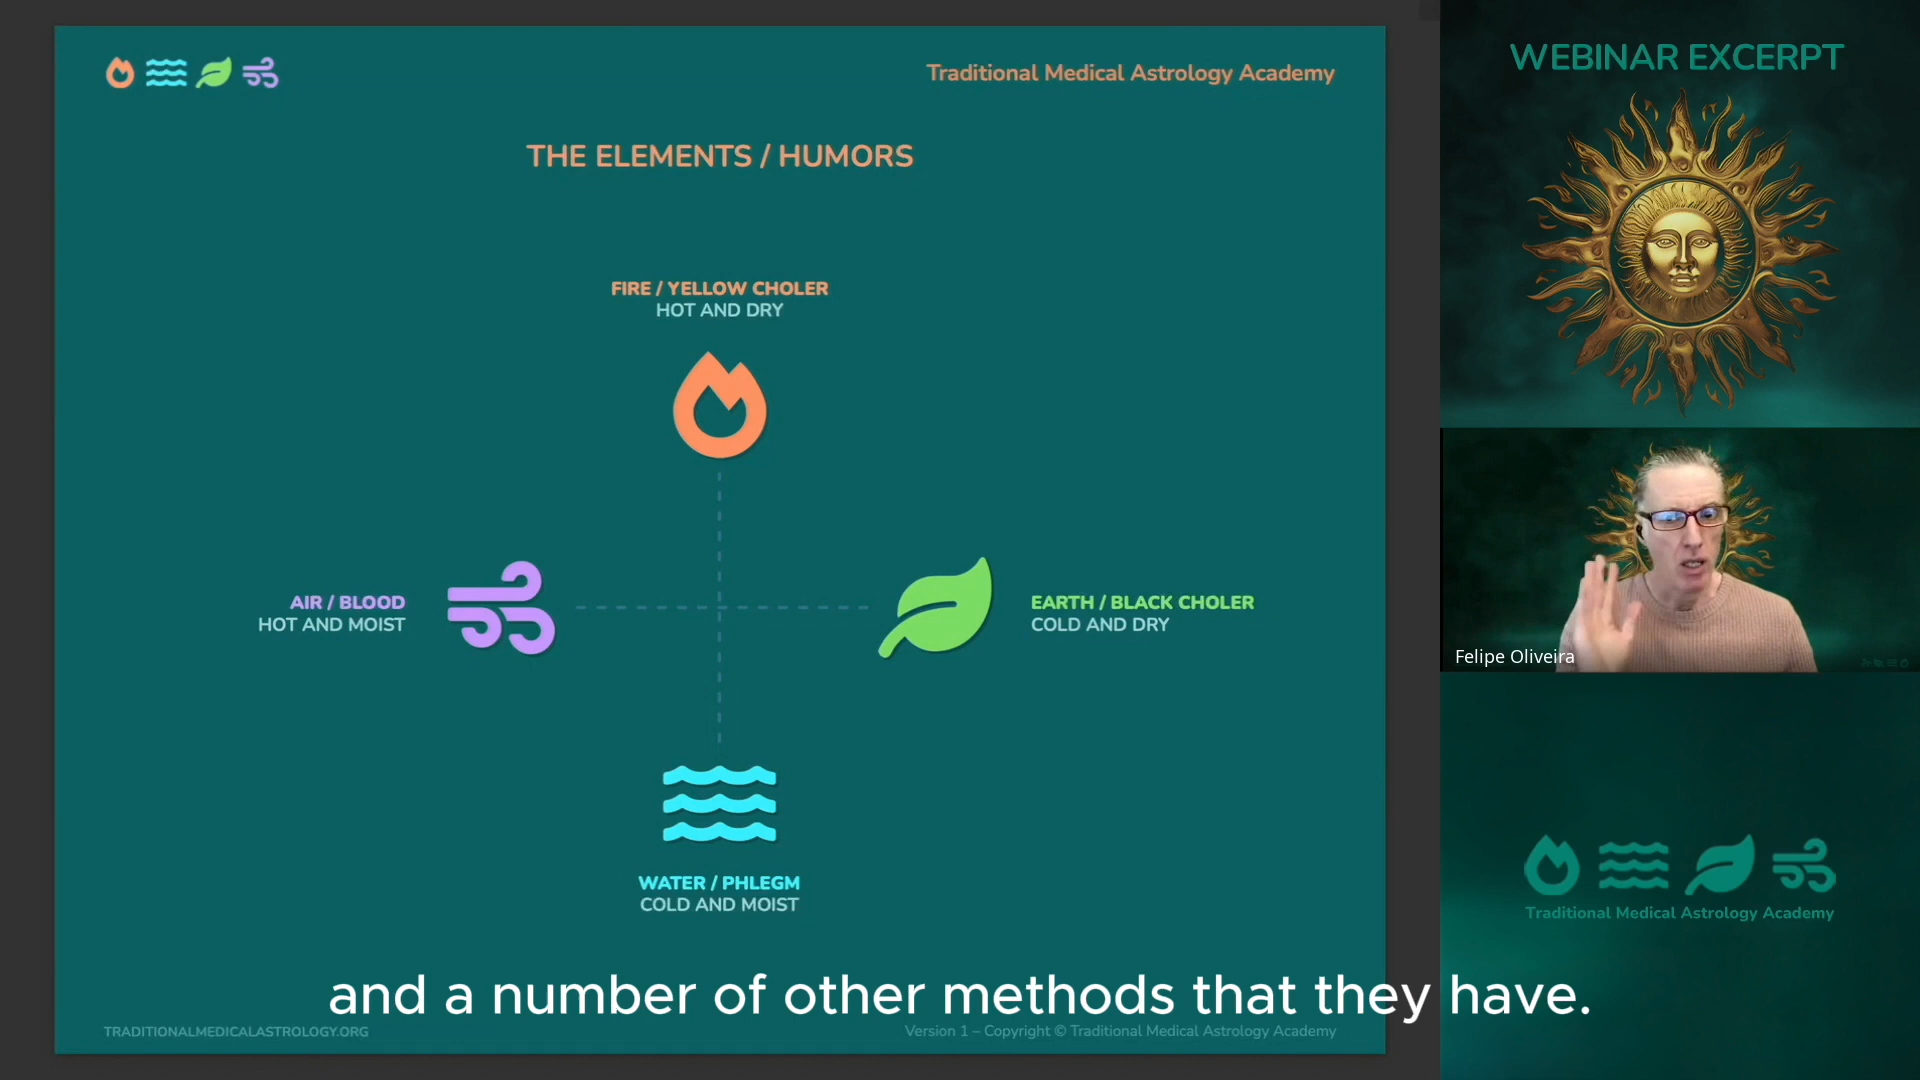 Traditional Medical Astrology Academy
THE ELEMENTS / HUMORS
FIRE / YELLOW CHOLER
HOT AND DRY
AIR / BLOOD
HOT AND MOIST
EARTH / BLACK CHOLER
COLD AND DRY
WATER / PHLEGM
COLD AND MOIST
and a number of other methods that they have.
TRADITIONALMEDICALASTROLOGY.ORG
Version 1 – Copyright © Traditional Medical Astrology Academy
WEBINAR EXCERPT
Felipe Oliveira
Traditional Medical Astrology Academy